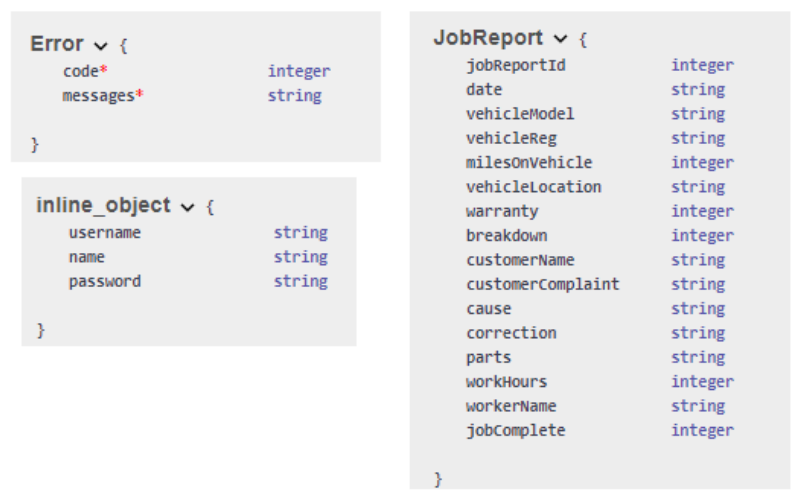 Error {
code* integer
messages* string
}
inline_object {
username string
name string
password string
}
JobReport {
jobReportId integer
date string
vehicleModel string
vehicleReg string
milesOnVehicle integer
vehicleLocation string
warranty integer
breakdown integer
customerName string
customerComplaint string
cause string
correction string
parts string
workHours integer
workerName string
jobComplete integer
}